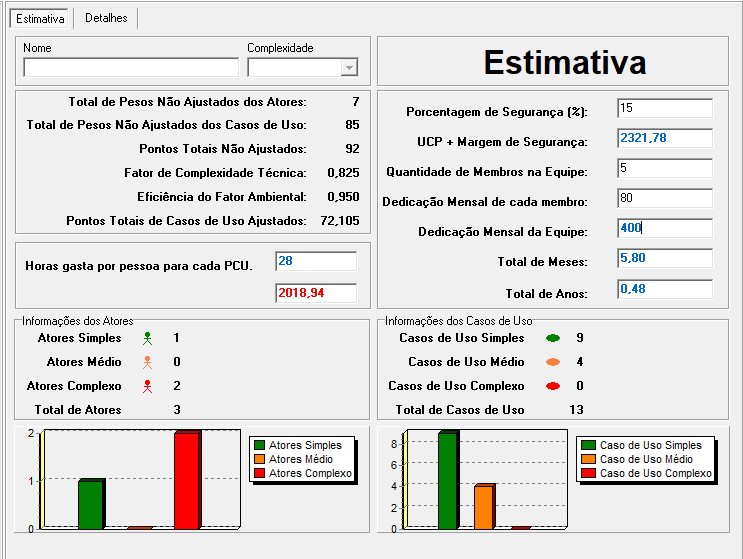 Estimativa
Detalhes
Nome
Complexidade
Estimativa
Total de Pesos Não Ajustados dos Atores: 7
Total de Pesos Não Ajustados dos Casos de Uso: 85
Pontos Totais Não Ajustados: 92
Fator de Complexidade Técnica: 0,825
Eficiência do Fator Ambiental: 0,950
Pontos Totais de Casos de Uso Ajustados: 72,105
Porcentagem de Segurança (%): 15
UCP + Margem de Segurança: 2321,78
Quantidade de Membros na Equipe: 5
Dedicação Mensal de cada membro: 80
Dedicação Mensal da Equipe: 400
Total de Meses: 5,80
Total de Anos: 0,48
Horas gasta por pessoa para cada PCU. 28
2018,94
Informações dos Atores
Atores Simples 1
Atores Médio 0
Atores Complexo 2
Total de Atores 3
Informações dos Casos de Uso
Casos de Uso Simples 9
Casos de Uso Médio 4
Casos de Uso Complexo 0
Total de Casos de Uso 13
2
1
0
Atores Simples
Atores Médio
Atores Complexo
8
6
4
2
0
Caso de Uso Simples
Caso de Uso Médio
Caso de Uso Complexo